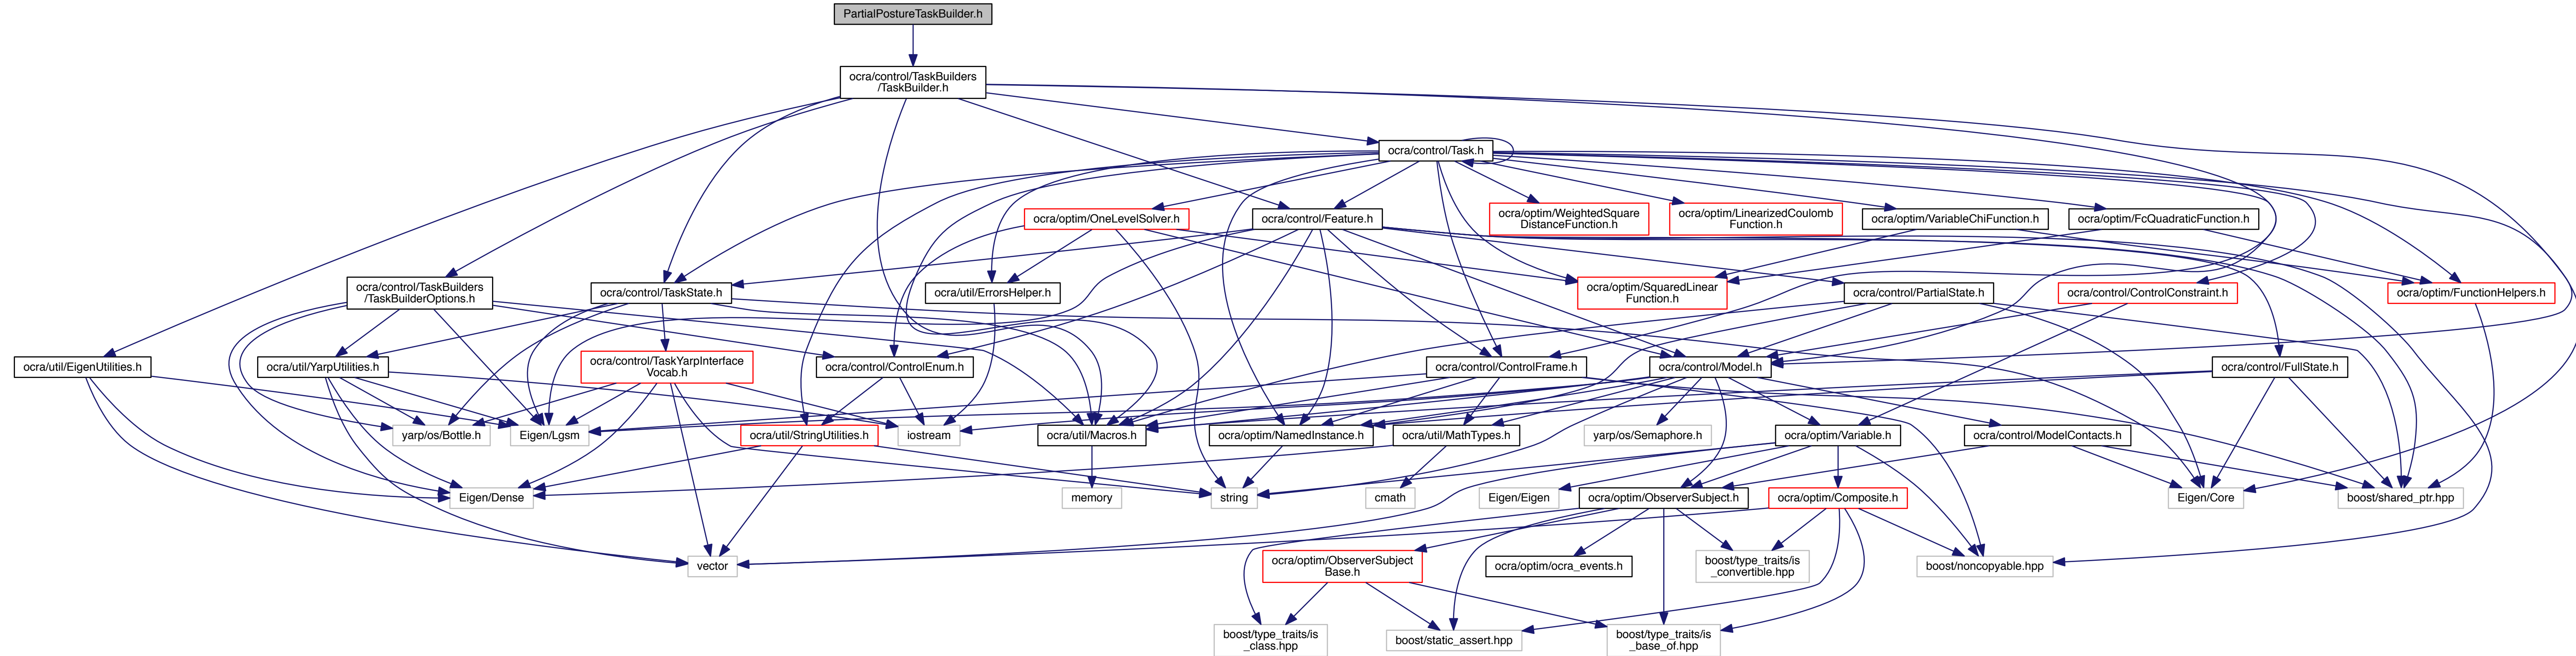 PartialPostureTaskBuilder.h
ocra/control/TaskBuilders
/TaskBuilder.h
ocra/control/Task.h
ocra/optim/OneLevelSolver.h
ocra/control/Feature.h
ocra/optim/WeightedSquare
DistanceFunction.h
ocra/optim/LinearizedCoulomb
Function.h
ocra/optim/VariableChiFunction.h
ocra/optim/FcQuadraticFunction.h
ocra/control/TaskBuilders
/TaskBuilderOptions.h
ocra/control/TaskState.h
ocra/util/ErrorsHelper.h
ocra/optim/SquaredLinear
Function.h
ocra/control/PartialState.h
ocra/control/ControlConstraint.h
ocra/optim/FunctionHelpers.h
ocra/util/EigenUtilities.h
ocra/util/YarpUtilities.h
ocra/control/TaskYarpInterface
Vocab.h
ocra/control/ControlEnum.h
ocra/control/ControlFrame.h
ocra/control/Model.h
ocra/control/FullState.h
yarp/os/Bottle.h
Eigen/Lgsm
ocra/util/StringUtilities.h
iostream
ocra/util/Macros.h
ocra/optim/NamedInstance.h
ocra/util/MathTypes.h
yarp/os/Semaphore.h
ocra/optim/Variable.h
ocra/control/ModelContacts.h
Eigen/Dense
memory
string
cmath
Eigen/Eigen
ocra/optim/ObserverSubject.h
ocra/optim/Composite.h
Eigen/Core
boost/shared_ptr.hpp
vector
ocra/optim/ObserverSubject
Base.h
ocra/optim/ocra_events.h
boost/type_traits/is
_convertible.hpp
boost/noncopyable.hpp
boost/type_traits/is
_class.hpp
boost/static_assert.hpp
boost/type_traits/is
_base_of.hpp